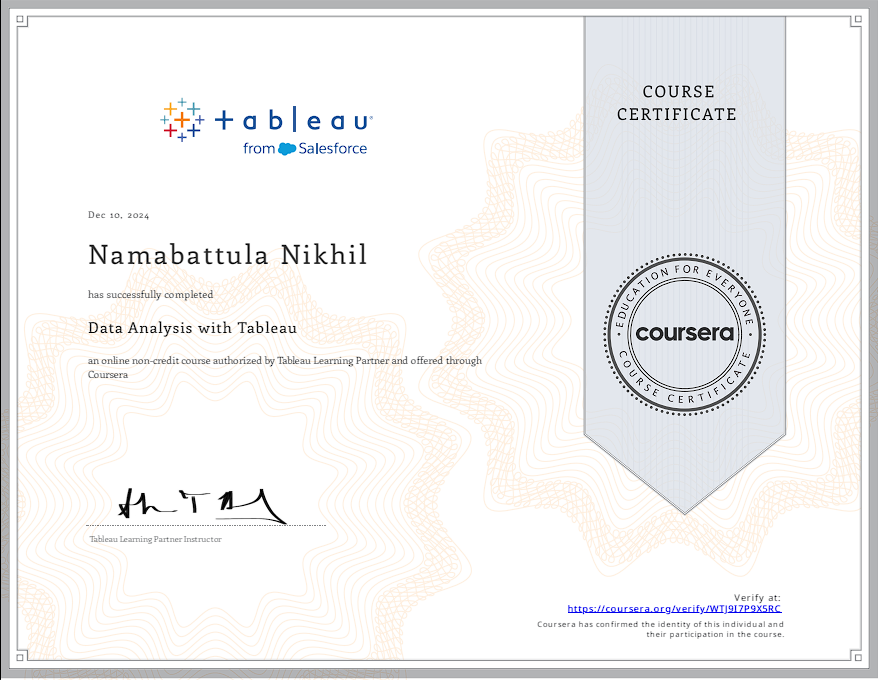 +ableau®
from Salesforce
COURSE
CERTIFICATE
Dec 10, 2024
Namabattula Nikhil
has successfully completed
Data Analysis with Tableau
an online non-credit course authorized by Tableau Learning Partner and offered through
Coursera
EDUCATION FOR EVERYONE
coursera
COURSE CERTIFICATE
Tableau Learning Partner Instructor
Verify at:
https://coursera.org/verify/WTJ9I7P9X5RC
Coursera has confirmed the identity of this individual and
their participation in the course.